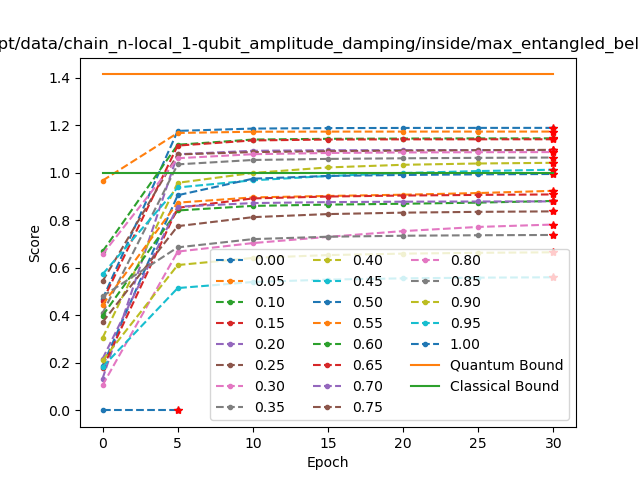 pt/data/chain_n-local_1-qubit_amplitude_damping/inside/max_entangled_bel
Score
1.4
1.2
1.0
0.8
0.6
0.4
0.2
0.0
0.00 0.40 0.80
0.05 0.45 0.85
0.10 0.50 0.90
0.15 0.55 0.95
0.20 0.60 1.00
0.25 0.65 Quantum Bound
0.30 0.70 Classical Bound
0.35 0.75
0 5 10 15 20 25 30
Epoch